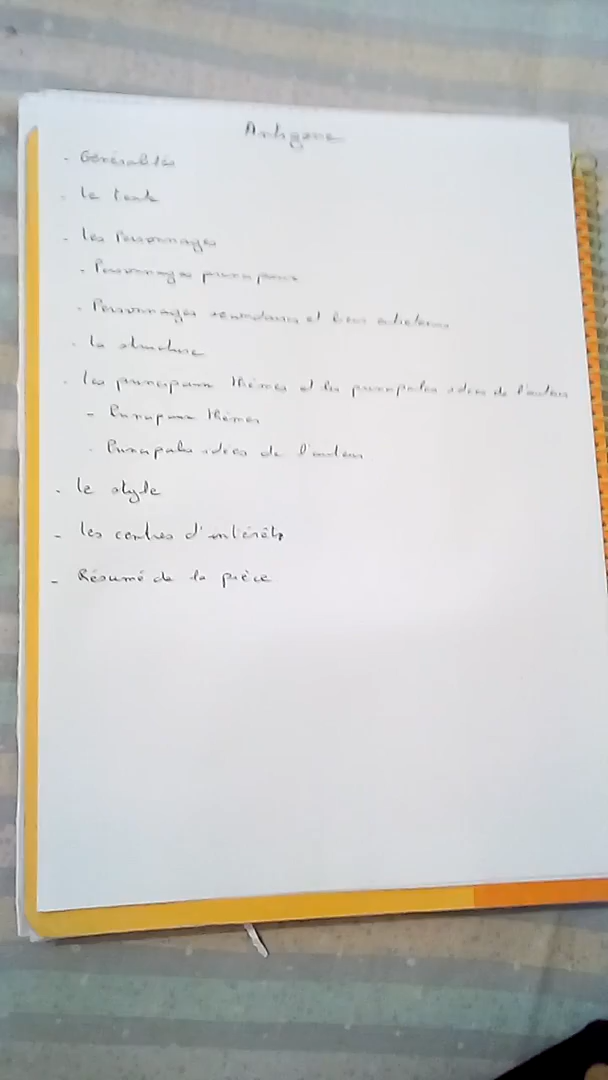 Antigone
- Généralités
- le texte
- les Personnages
- Personnages principaux
- Personnages secondaires et leurs
- la structure
- Les principaux thèmes et les principales idées de l'auteur
- Principaux thèmes
- Principales idées de l'auteur
- le style
- les centres d'intérêts
- Résumé de la pièce